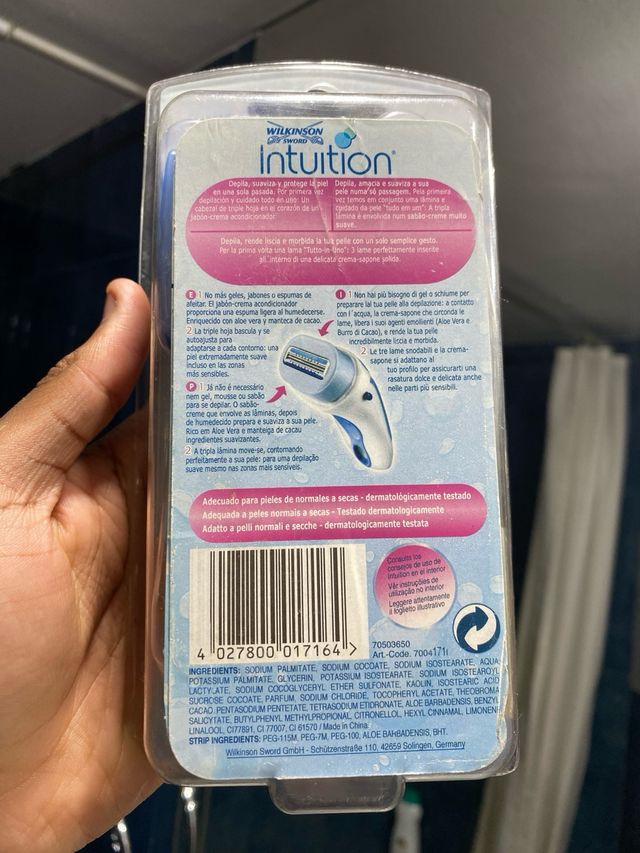 WILKINSON
SWORD
Intuition®
Depila, suaviza y protege la piel
en una sola pasada. Por primera vez
depilación y cuidado todo en uno: Un
cabezal de triple hoja en el corazón de un
jabón-crema acondicionador.
Depila, amacia e suaviza a sua
pele numa só passagem. Pela primeira
vez temos em conjunto uma lâmina e
cuidado da pele "tudo em um": A tripla
lâmina é envolvida num sabão-creme muito
suave.
Depila, rende liscia e morbida la tua pelle con un solo semplice gesto.
Per la prima volta una lama "Tutto-in-Uno": 3 lame perfettamente inserite
all'interno di una delicata crema-sapone solida.
E 1 No más geles, jabones o espumas de
afeitar. El jabón-crema acondicionador
proporciona una espuma ligera al humedecerse.
Enriquecido con aloe vera y manteca de cacao.
2 La triple hoja bascula y se
autoajusta para
adaptarse a cada contorno: una
piel extremadamente suave
incluso en las zonas
más sensibles.
I 1 Non hai più bisogno di gel o schiume per
preparare la tua pelle alla depilazione: a contatto
con l'acqua, la crema-sapone che circonda le
lame, libera i suoi agenti emollienti (Aloe Vera e
Burro di Cacao), e rende la tua pelle
incredibilmente liscia e morbida.
2 Le tre lame snodabili e la crema-
sapone si adattano al
tuo profilo per assicurarti una
rasatura dolce e delicata anche
nelle parti più sensibili.
P 1 Já não é necessário
nem gel, mousse ou sabão
para se depilar. O sabão-
creme que envolve as lâminas, depois
de humedecido prepara e suaviza a sua pele.
Rico em Aloe Vera e manteiga de cacau
ingredientes suavizantes.
2 A tripla lâmina move-se, contornando
perfeitamente a sua pele: para uma depilação
suave mesmo nas zonas mais sensíveis.
Adecuado para pieles de normales a secas - dermatológicamente testado
Adequada a peles normais a secas - Testado dermatologicamente
Adatto a pelli normali e secche - dermatologicamente testata
Consulta los
consejos de uso de
Intuition en el interior
Vêr instruções de
utilização no interior
Leggere attentamente
il foglietto illustrativo
4 027800 017164 >
70503650
Art.-Code. 7004171i
INGREDIENTS: SODIUM PALMITATE, SODIUM COCOATE, SODIUM ISOSTEARATE, AQUA,
POTASSIUM PALMITATE, GLYCERIN, POTASSIUM ISOSTEARATE, SODIUM ISOSTEAROYL
LACTYLATE, SODIUM COCOGLYCERYL ETHER SULFONATE, KAOLIN, ISOSTEARIC ACID
SUCROSE COCOATE, PARFUM, SODIUM CHLORIDE, TOCOPHERYL ACETATE, THEOBROMA
CACAO, PENTASODIUM PENTETATE, TETRASODIUM ETIDRONATE, ALOE BARBADENSIS, BENZYL
SALICYLATE, BUTYLPHENYL METHYLPROPIONAL, CITRONELLOL, HEXYL CINNAMAL, LIMONEN
LINALOOL, CI77891, CI 77007, CI 61570 / Made in China
STRIP INGREDIENTS: PEG-115M, PEG-7M, PEG-100, ALOE BARBADENSIS, BHT.
Wilkinson Sword GmbH - Schützenstraße 110, 42659 Solingen, Germany